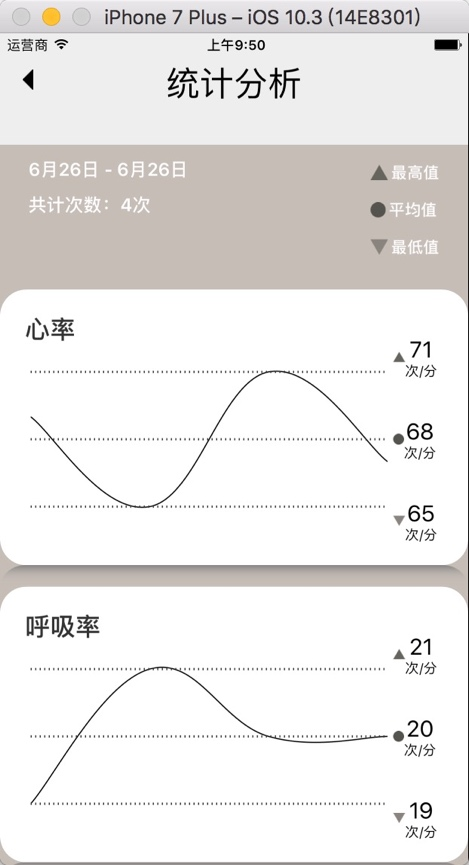 iPhone 7 Plus – iOS 10.3 (14E8301)
运营商 上午9:50
统计分析
6月26日 - 6月26日
共计次数：4次
最高值
平均值
最低值
心率
71
次/分
68
次/分
65
次/分
呼吸率
21
次/分
20
次/分
19
次/分